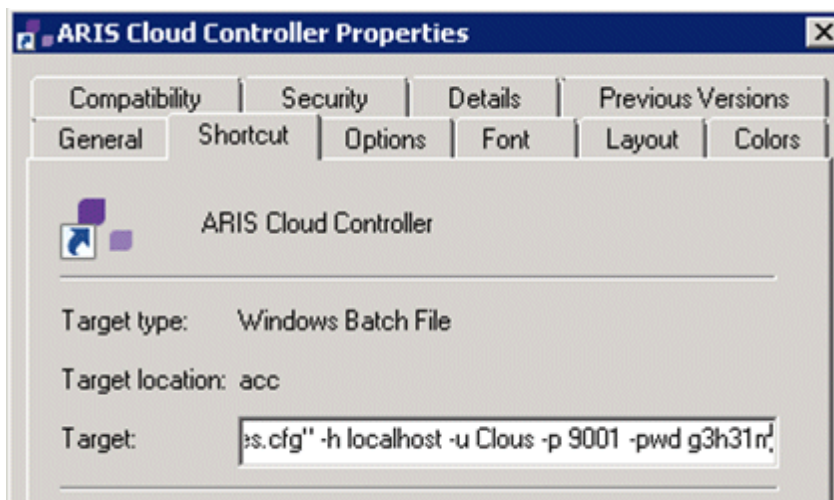 ARIS Cloud Controller Properties
Compatibility Security Details Previous Versions
General Shortcut Options Font Layout Colors
ARIS Cloud Controller
Target type: Windows Batch File
Target location: acc
Target: es.cfg" -h localhost -u Clous -p 9001 -pwd g3h31m